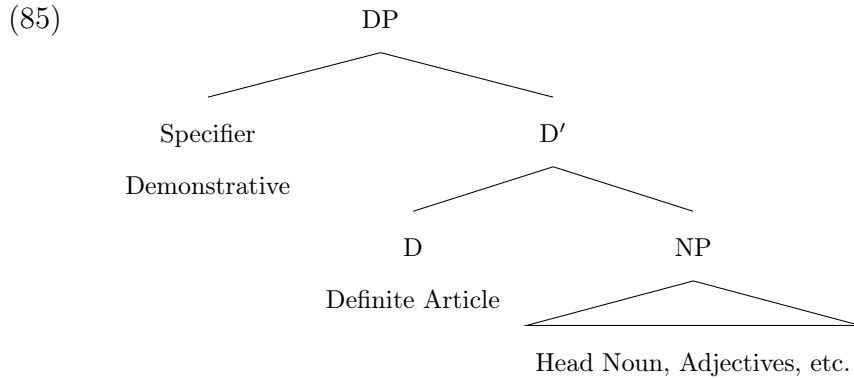 (85) DP
Specifier D′
Demonstrative
D NP
Definite Article
Head Noun, Adjectives, etc.